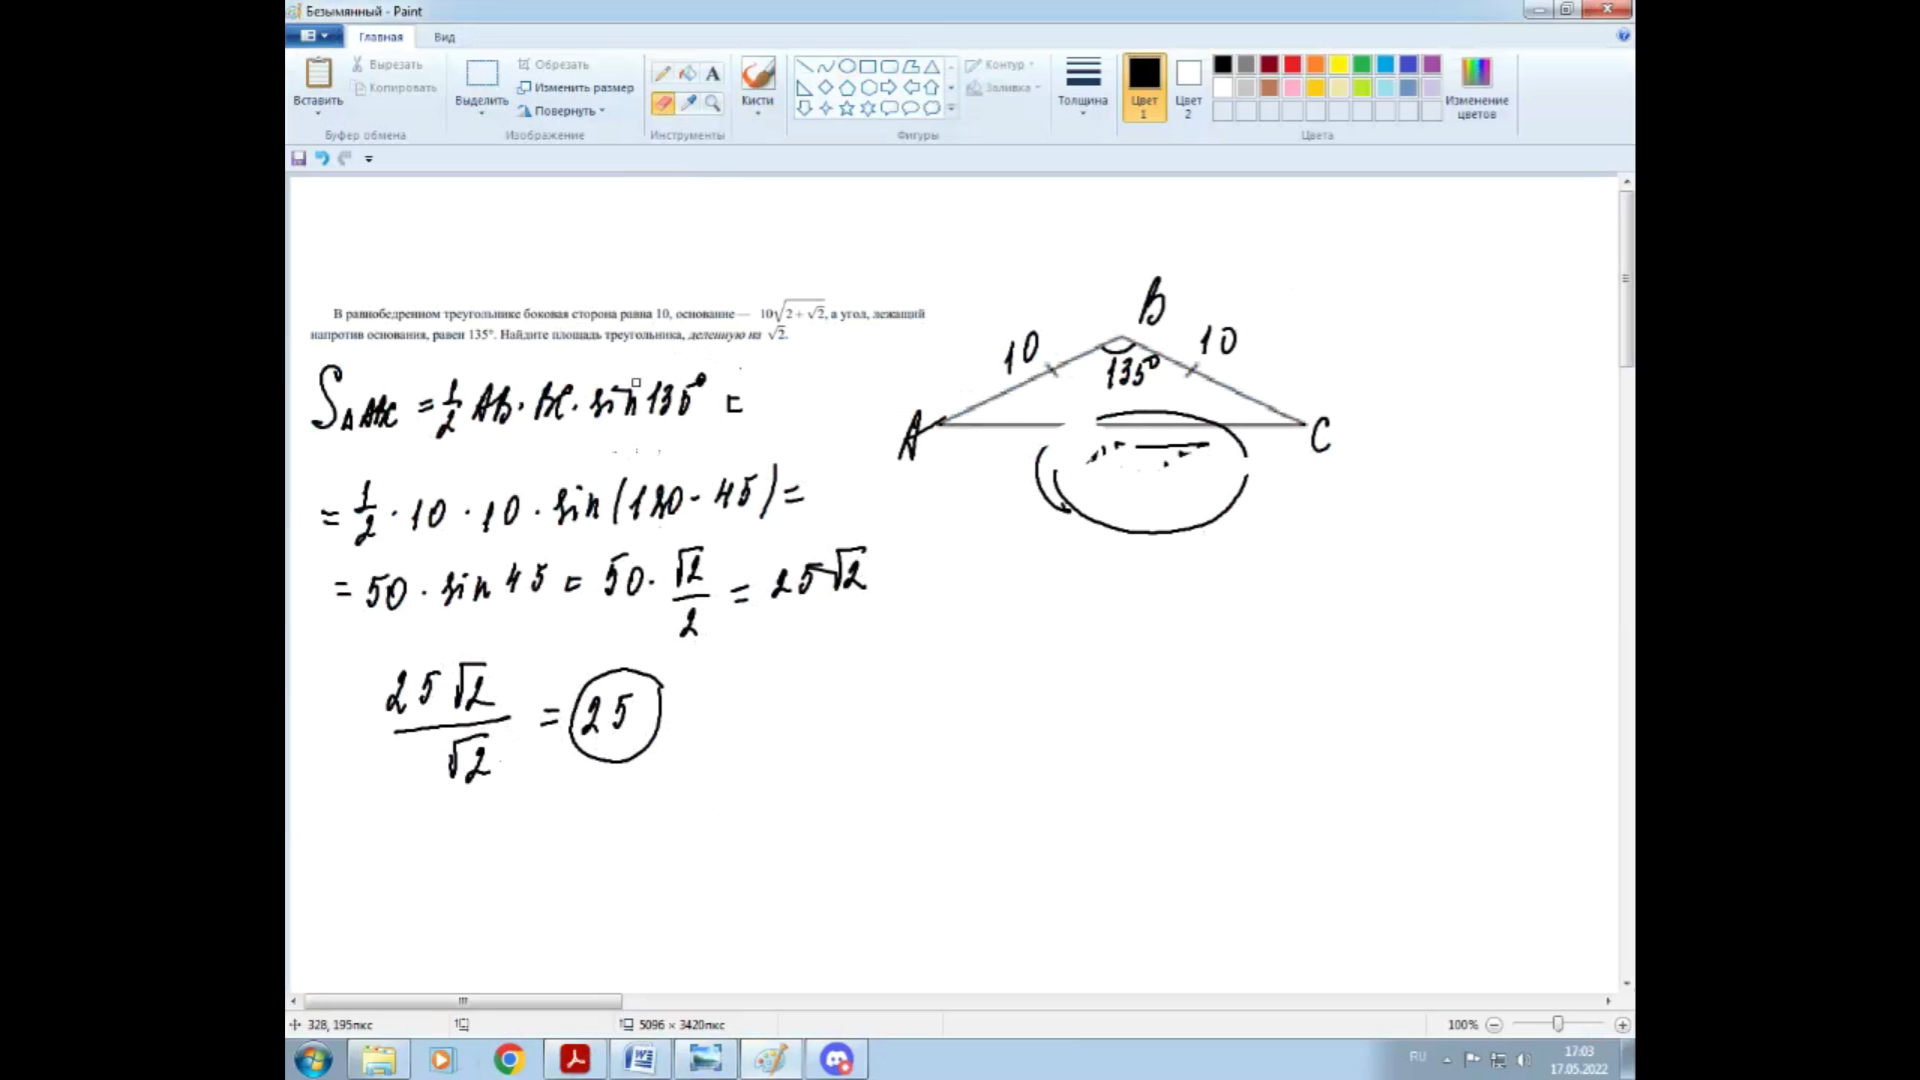 Безымянный - Paint
Главная
Вид
Вставить
Вырезать
Копировать
Буфер обмена
Выделить
Обрезать
Изменить размер
Повернуть
Изображение
A
Инструменты
Кисти
Контур
Заливка
Фигуры
Толщина
Цвет 1
Цвет 2
Изменение цветов
Цвета
В равнобедренном треугольнике боковая сторона равна 10, основание — 10√(2 + √2), а угол, лежащий
напротив основания, равен 135°. Найдите площадь треугольника, деленную на √2.
S△ABC = 1/2 AB · BC · sin 135° =
= 1/2 · 10 · 10 · sin(180 - 45) =
= 50 · sin 45 = 50 · √2/2 = 25√2
25√2/√2 = 25
B
10
10
135°
A
C
328, 195пкс
5096 × 3420пкс
100%
RU
17:03
17.05.2022